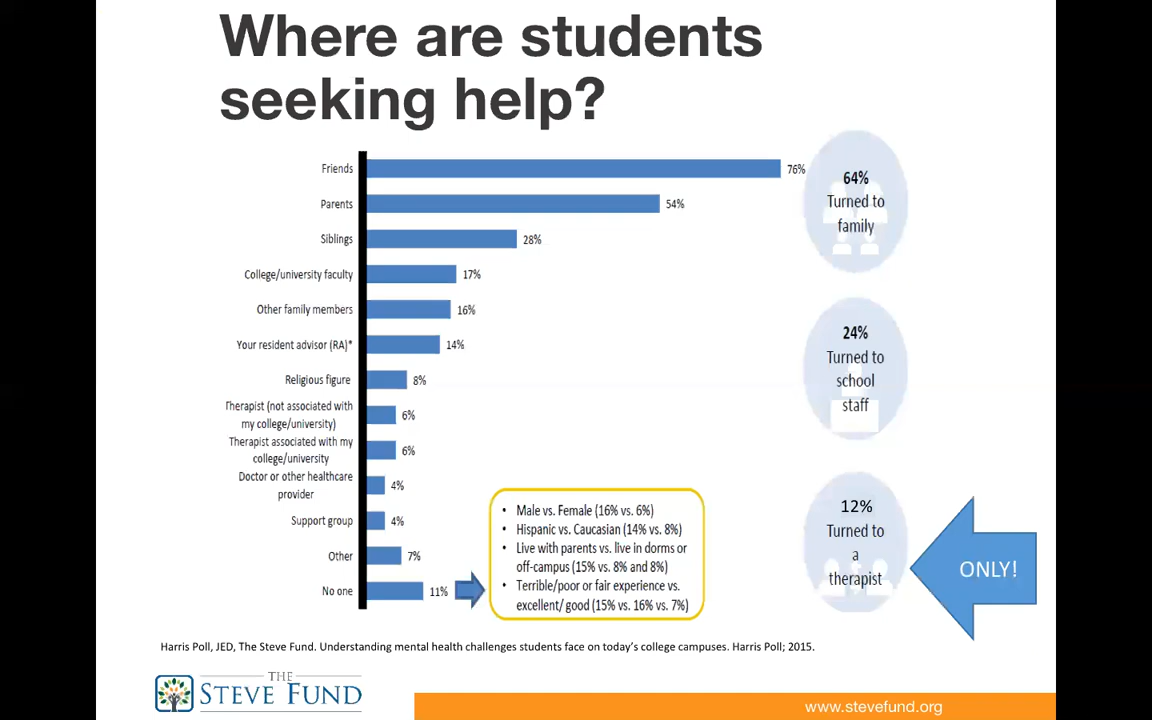 Where are students
seeking help?
Friends
76%
Parents
54%
Siblings
28%
College/university faculty
17%
Other family members
16%
Your resident advisor (RA)*
14%
Religious figure
8%
Therapist (not associated with
my college/university)
6%
Therapist associated with my
college/university
6%
Doctor or other healthcare
provider
4%
Support group
4%
Other
7%
No one
11%
• Male vs. Female (16% vs. 6%)
• Hispanic vs. Caucasian (14% vs. 8%)
• Live with parents vs. live in dorms or
off-campus (15% vs. 8% and 8%)
• Terrible/poor or fair experience vs.
excellent/ good (15% vs. 16% vs. 7%)
64%
Turned to
family
24%
Turned to
school
staff
12%
Turned to
a
therapist
ONLY!
Harris Poll, JED, The Steve Fund. Understanding mental health challenges students face on today's college campuses. Harris Poll; 2015.
THE
STEVE FUND
www.stevefund.org